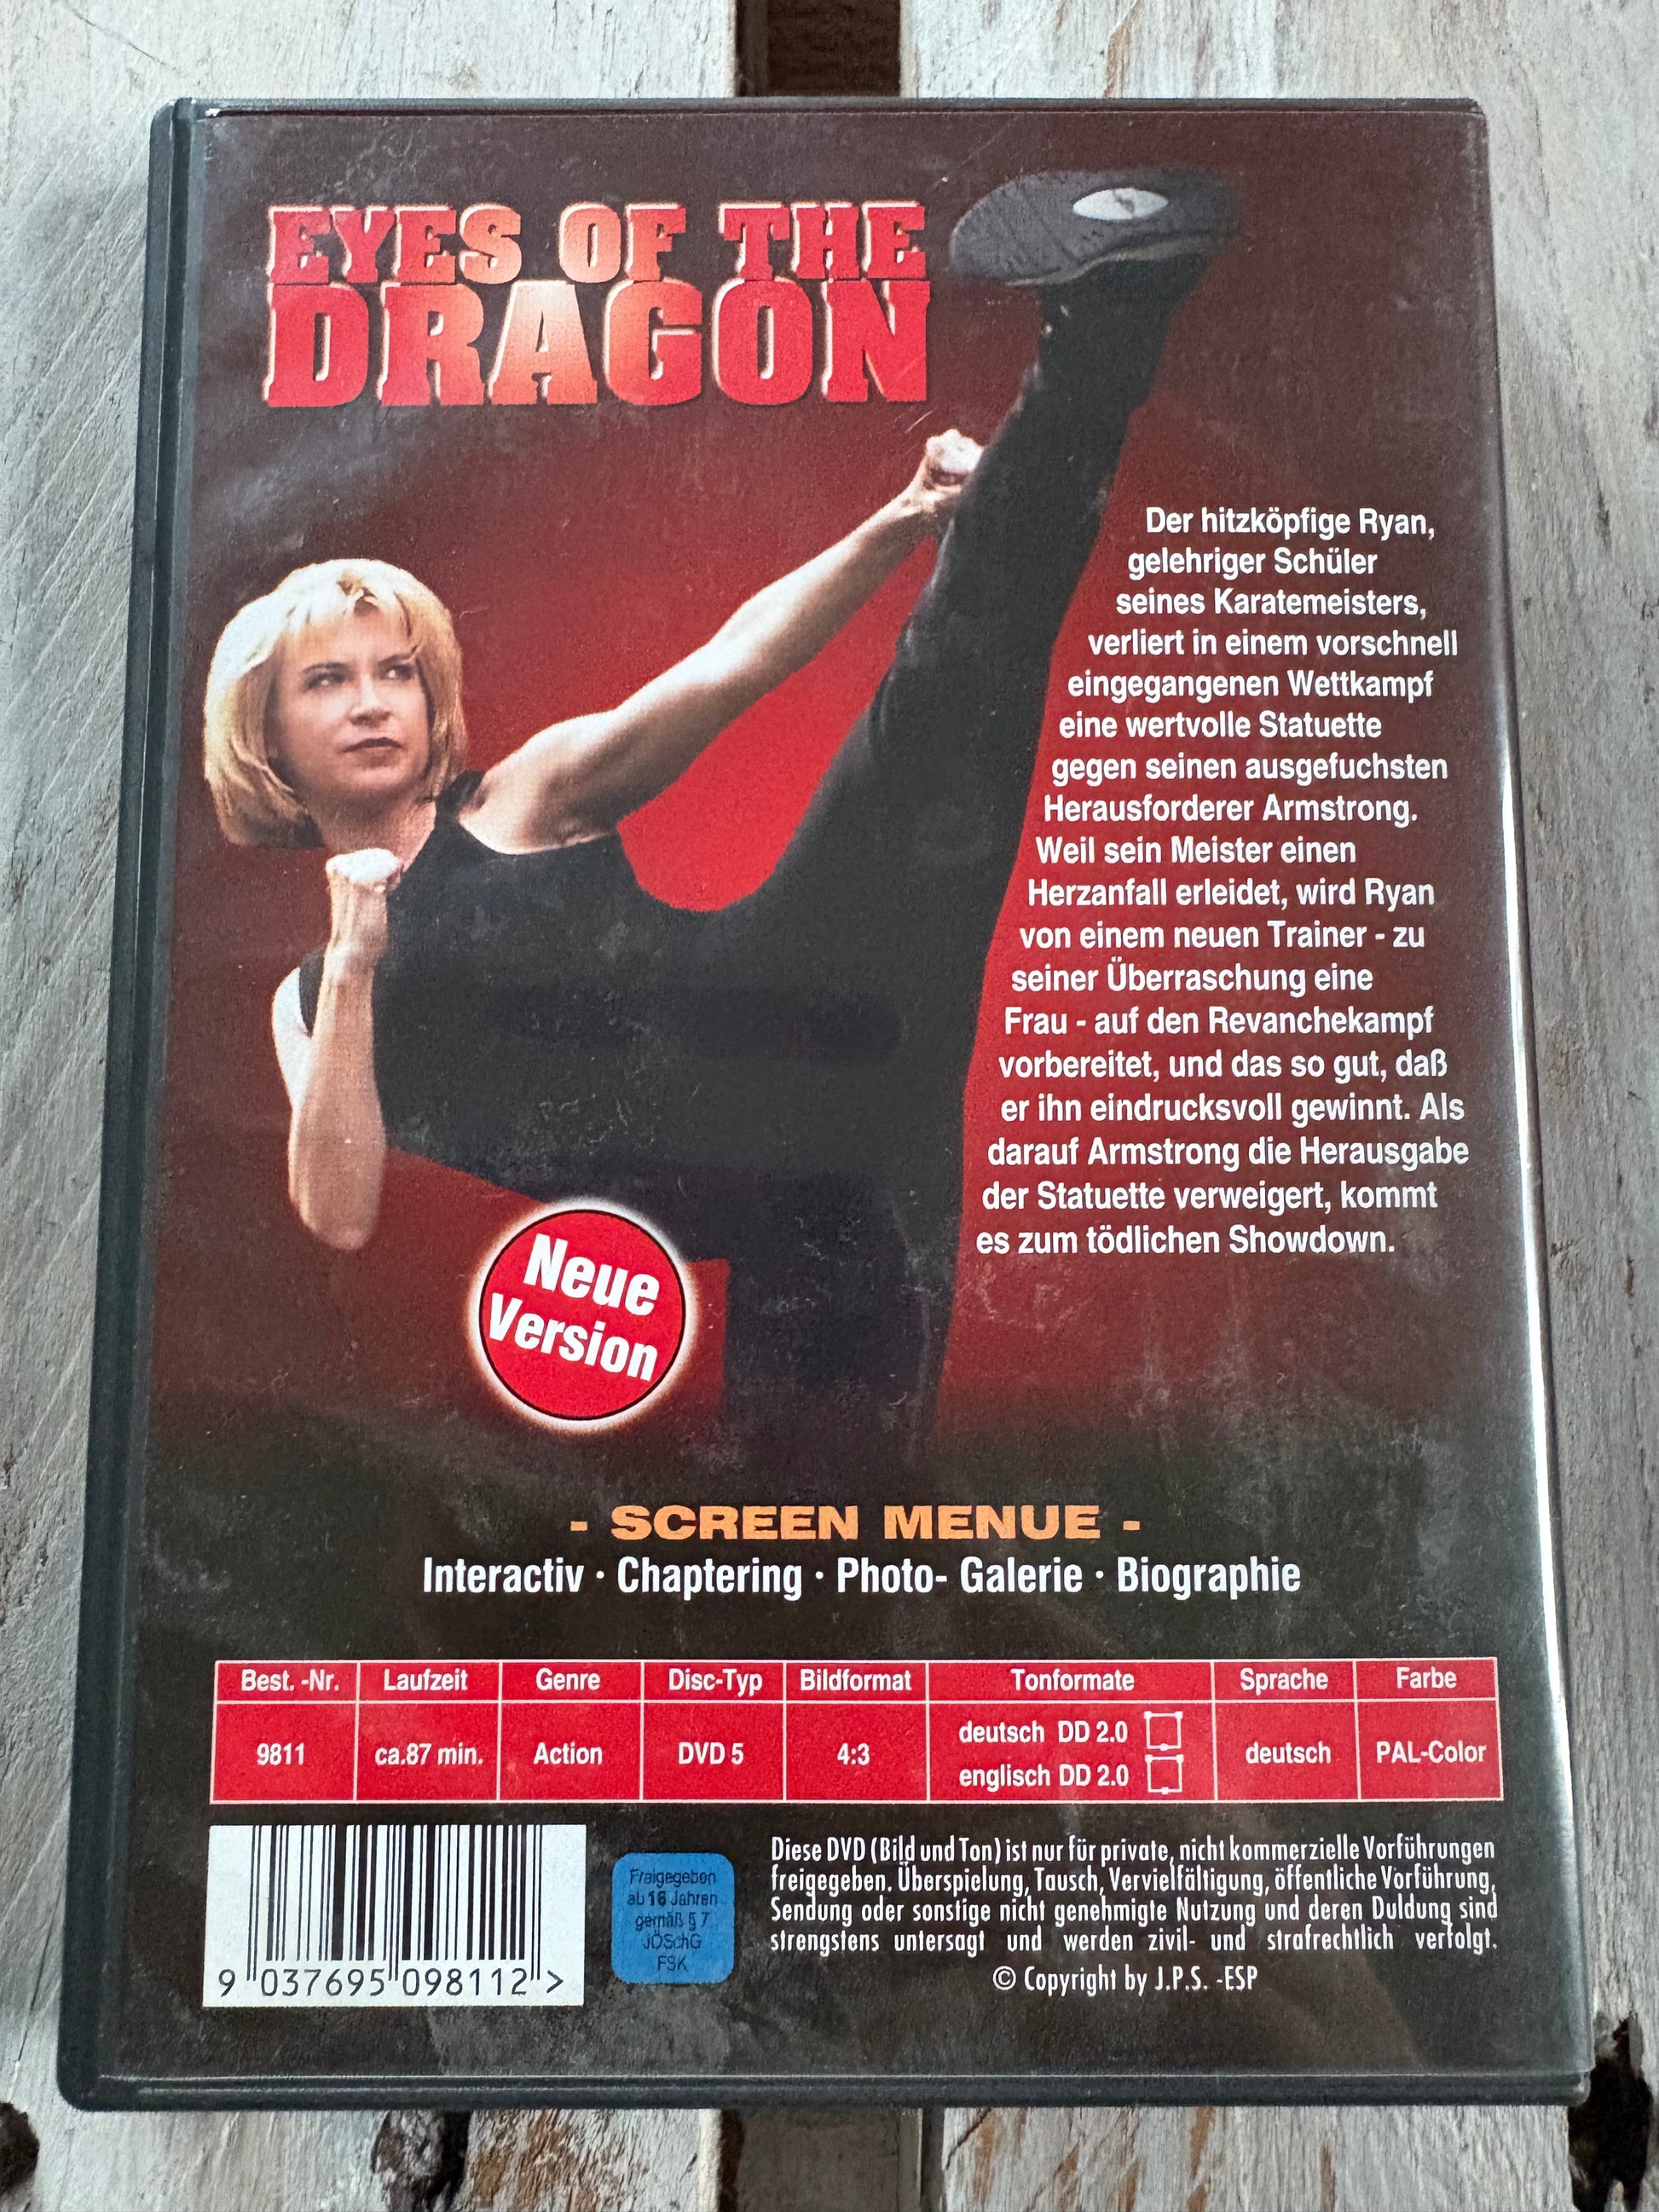 EYES OF THE
DRAGON
Der hitzköpfige Ryan,
gelehriger Schüler
seines Karatemeisters,
verliert in einem vorschnell
eingegangenen Wettkampf
eine wertvolle Statuette
gegen seinen ausgefuchsten
Herausforderer Armstrong.
Weil sein Meister einen
Herzanfall erleidet, wird Ryan
von einem neuen Trainer - zu
seiner Überraschung eine
Frau - auf den Revanchekampf
vorbereitet, und das so gut, daß
er ihn eindrucksvoll gewinnt. Als
darauf Armstrong die Herausgabe
der Statuette verweigert, kommt
es zum tödlichen Showdown.
Neue
Version
- SCREEN MENUE -
Interactiv · Chaptering · Photo- Galerie · Biographie
Best. -Nr. Laufzeit Genre Disc-Typ Bildformat Tonformate Sprache Farbe
9811 ca.87 min. Action DVD 5 4:3 deutsch DD 2.0 englisch DD 2.0 deutsch PAL-Color
9 037695 098112 >
Freigegeben
ab 16 Jahren
gemäß § 7
JÖSchG
FSK
Diese DVD (Bild und Ton) ist nur für private, nicht kommerzielle Vorführungen
freigegeben. Überspielung, Tausch, Vervielfältigung, öffentliche Vorführung,
Sendung oder sonstige nicht genehmigte Nutzung und deren Duldung sind
strengstens untersagt und werden zivil- und strafrechtlich verfolgt.
© Copyright by J.P.S. -ESP